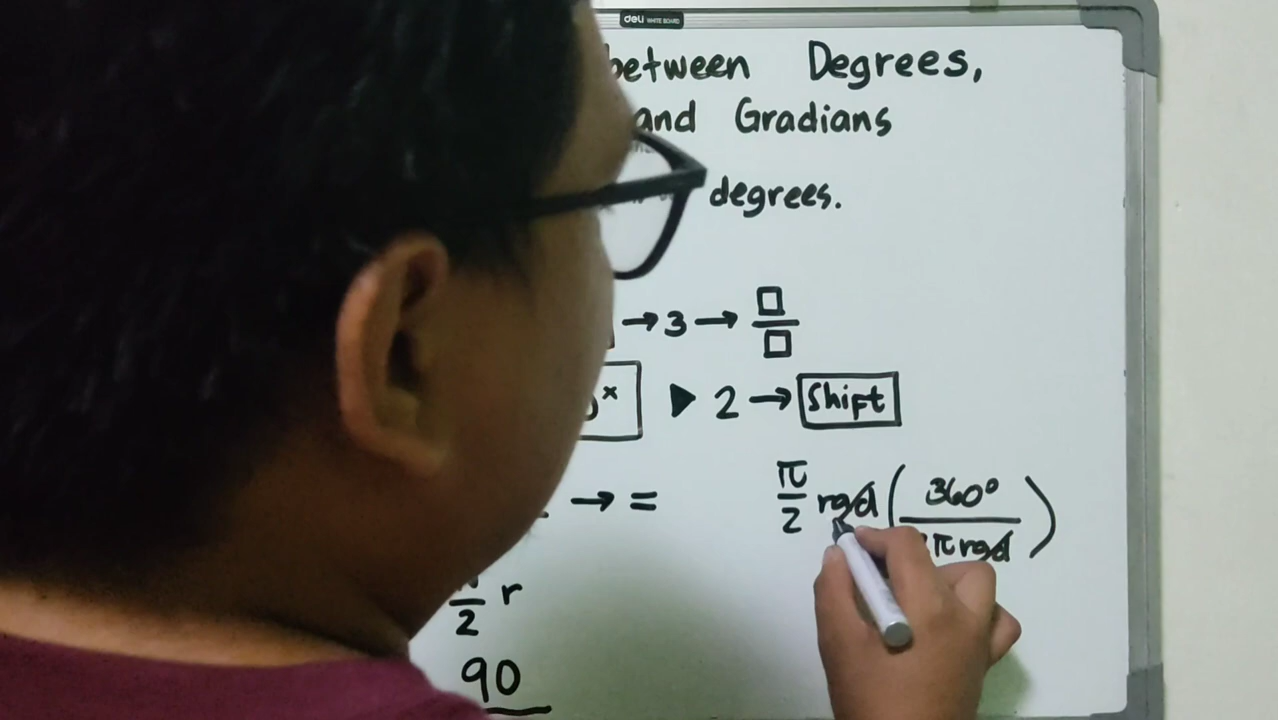 deli WHITE BOARD
between Degrees,
and Gradians
degrees.
→ 3 → □/□
x ▶ 2 → Shift
→ =
π/2 rad ( 360° / π rad )
2 r
90